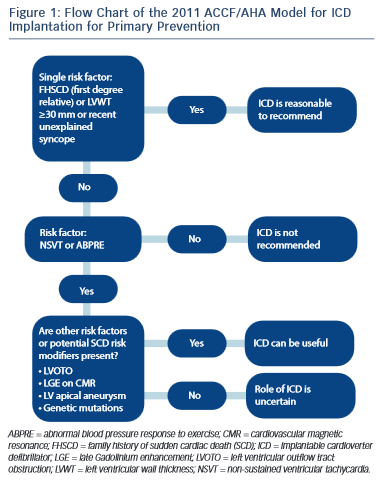 Figure 1: Flow Chart of the 2011 ACCF/AHA Model for ICD
Implantation for Primary Prevention
Single risk factor:
FHSCD (first degree
relative) or LVWT
≥30 mm or recent
unexplained
syncope
Yes
ICD is reasonable
to recommend
No
Risk factor:
NSVT or ABPRE
No
ICD is not
recommended
Yes
Are other risk factors
or potential SCD risk
modifiers present?
• LVOTO
• LGE on CMR
• LV apical aneurysm
• Genetic mutations
Yes
ICD can be useful
No
Role of ICD is
uncertain
ABPRE = abnormal blood pressure response to exercise; CMR = cardiovascular magnetic
resonance; FHSCD = family history of sudden cardiac death (SCD); ICD = implantable cardioverter
defibrillator; LGE = late Gadolinium enhancement; LVOTO = left ventricular outflow tract
obstruction; LVWT = left ventricular wall thickness; NSVT = non-sustained ventricular tachycardia.